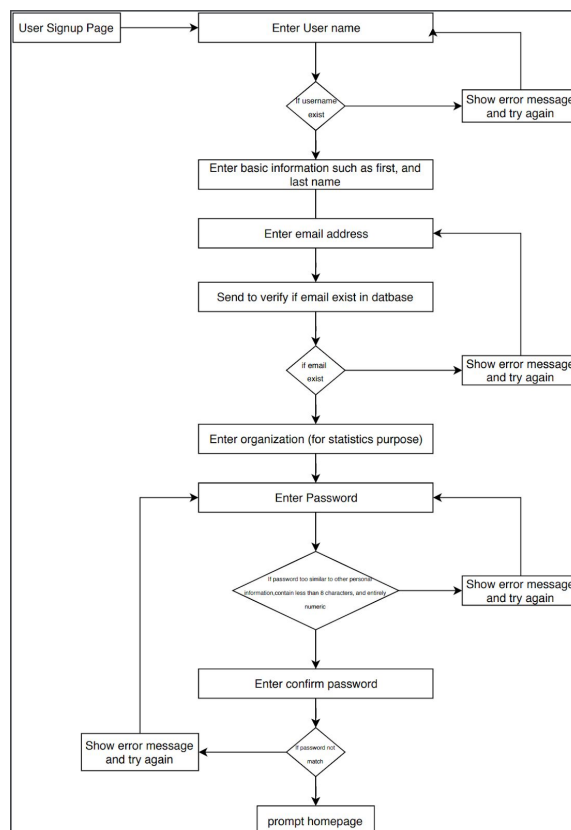 User Signup Page
Enter User name
If username
exist
Show error message
and try again
Enter basic information such as first, and
last name
Enter email address
Send to verify if email exist in datbase
if email
exist
Show error message
and try again
Enter organization (for statistics purpose)
Enter Password
If password too similar to other personal
information,contain less than 8 characters, and entirely
numeric
Show error message
and try again
Enter confirm password
If password not
match
Show error message
and try again
prompt homepage